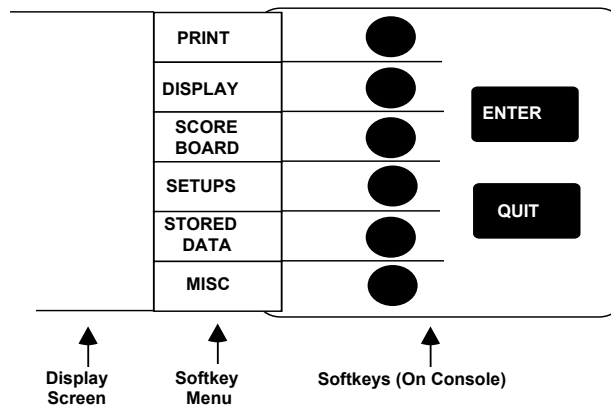 PRINT
DISPLAY
SCORE
BOARD
SETUPS
STORED
DATA
MISC
ENTER
QUIT
Display
Screen
Softkey
Menu
Softkeys (On Console)